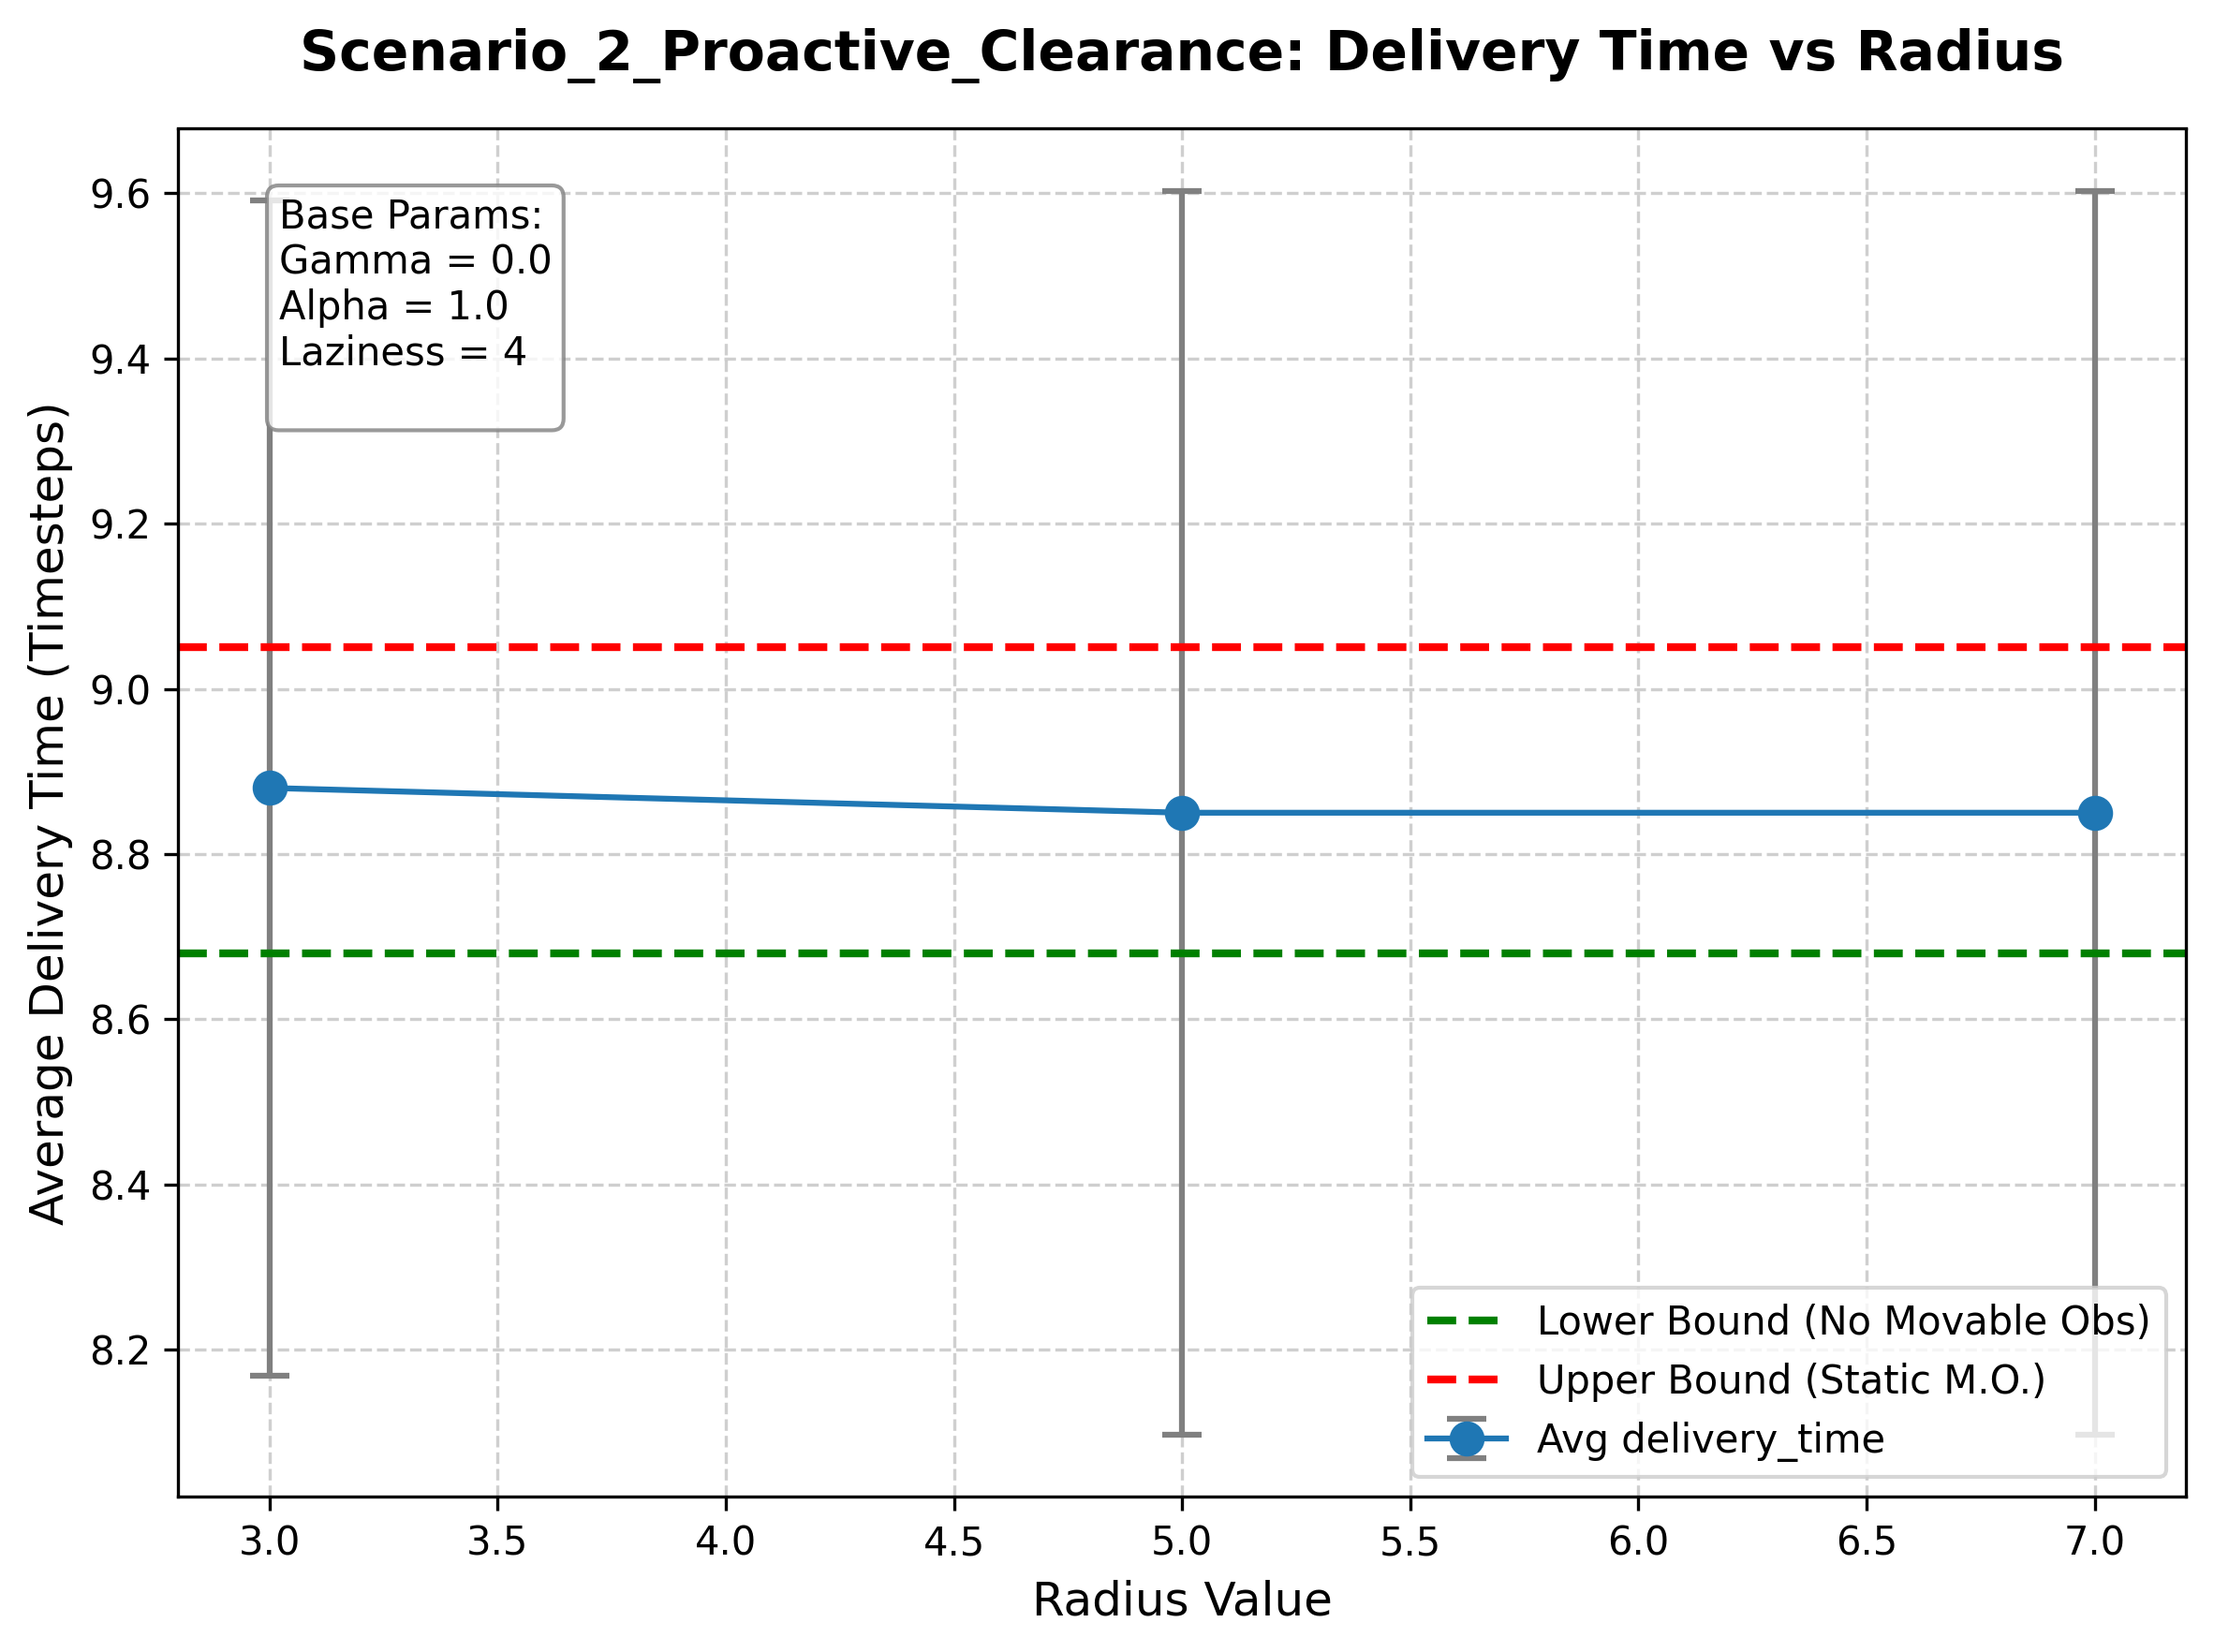 Scenario_2_Proactive_Clearance: Delivery Time vs Radius
Average Delivery Time (Timesteps)
9.6
9.4
9.2
9.0
8.8
8.6
8.4
8.2
Base Params:
Gamma = 0.0
Alpha = 1.0
Laziness = 4
Lower Bound (No Movable Obs)
Upper Bound (Static M.O.)
Avg delivery_time
3.0 3.5 4.0 4.5 5.0 5.5 6.0 6.5 7.0
Radius Value